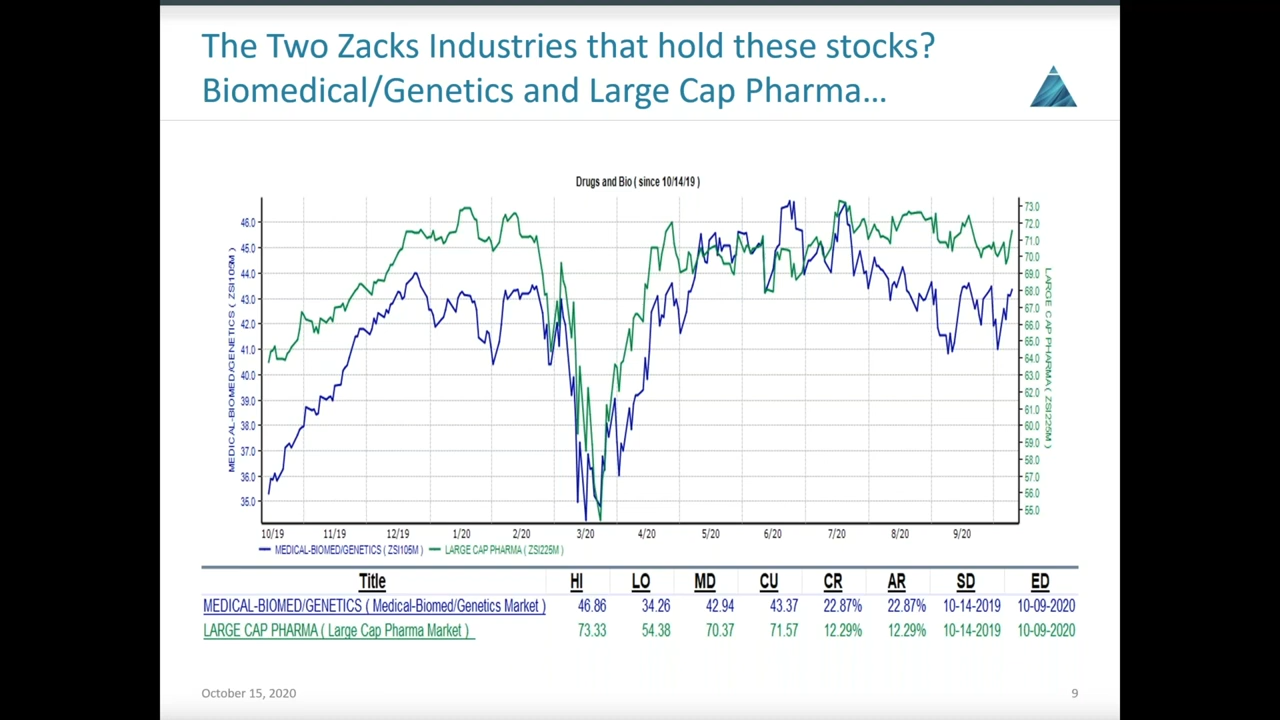 The Two Zacks Industries that hold these stocks?
Biomedical/Genetics and Large Cap Pharma...
Drugs and Bio ( since 10/14/19 )
MEDICAL-BIOMED/GENETICS ( ZSI105M )
46.0
45.0
44.0
43.0
42.0
41.0
40.0
39.0
38.0
37.0
36.0
35.0
73.0
72.0
71.0
70.0
69.0
68.0
67.0
66.0
65.0
64.0
63.0
62.0
61.0
60.0
59.0
58.0
57.0
56.0
55.0
LARGE CAP PHARMA ( ZSI225M )
10/19 11/19 12/19 1/20 2/20 3/20 4/20 5/20 6/20 7/20 8/20 9/20
MEDICAL-BIOMED/GENETICS ( ZSI105M ) LARGE CAP PHARMA ( ZSI225M )
Title HI LO MD CU CR AR SD ED
MEDICAL-BIOMED/GENETICS ( Medical-Biomed/Genetics Market ) 46.86 34.26 42.94 43.37 22.87% 22.87% 10-14-2019 10-09-2020
LARGE CAP PHARMA ( Large Cap Pharma Market ) 73.33 54.38 70.37 71.57 12.29% 12.29% 10-14-2019 10-09-2020
October 15, 2020 9